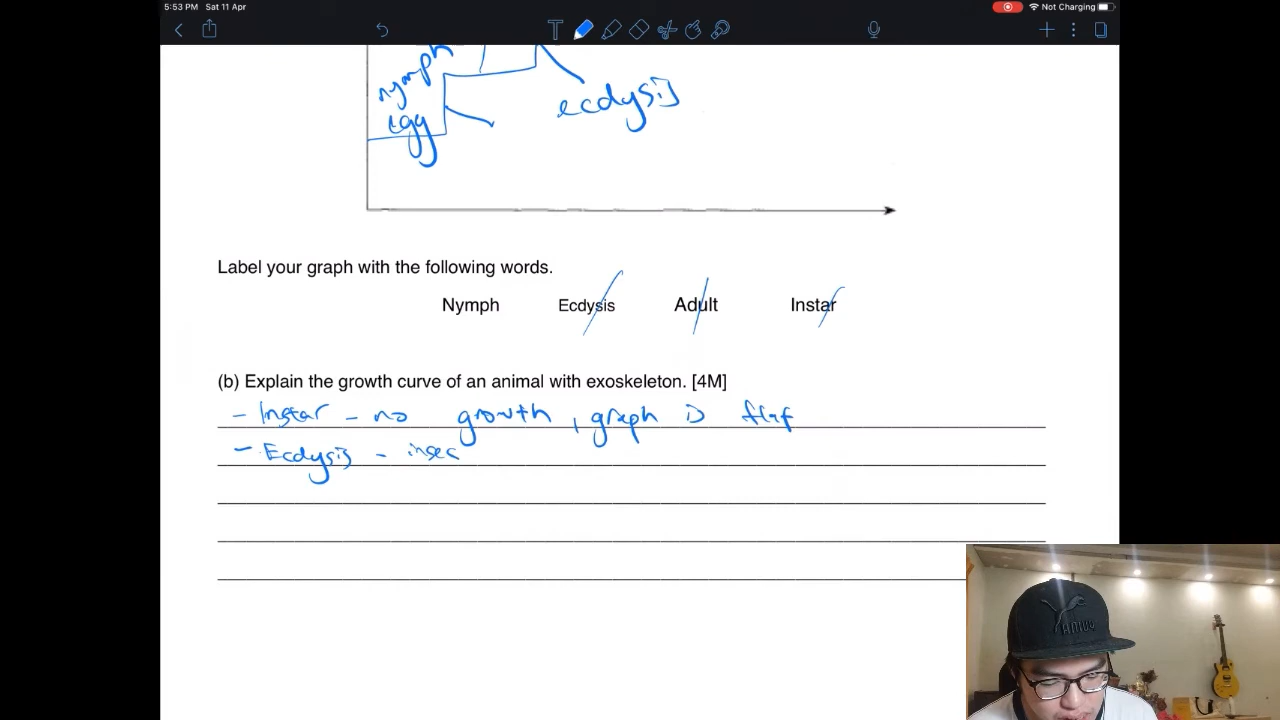 5:53 PM Sat 11 Apr
Not Charging
T
nymph
egg
ecdysis
Label your graph with the following words.
Nymph Ecdysis Adult Instar
(b) Explain the growth curve of an animal with exoskeleton. [4M]
- Instar - no growth, graph is flat
- Ecdysis - insec